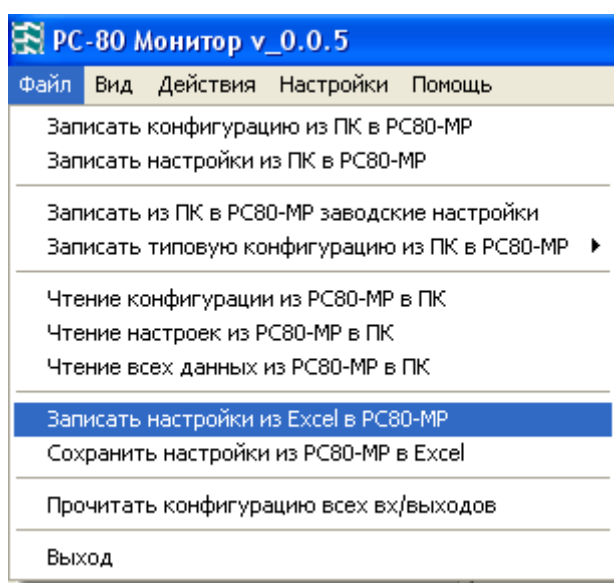 РС-80 Монитор v_0.0.5
Файл Вид Действия Настройки Помощь
Записать конфигурацию из ПК в РС80-МР
Записать настройки из ПК в РС80-МР
Записать из ПК в РС80-МР заводские настройки
Записать типовую конфигурацию из ПК в РС80-МР
Чтение конфигурации из РС80-МР в ПК
Чтение настроек из РС80-МР в ПК
Чтение всех данных из РС80-МР в ПК
Записать настройки из Excel в РС80-МР
Сохранить настройки из РС80-МР в Excel
Прочитать конфигурацию всех вх/выходов
Выход